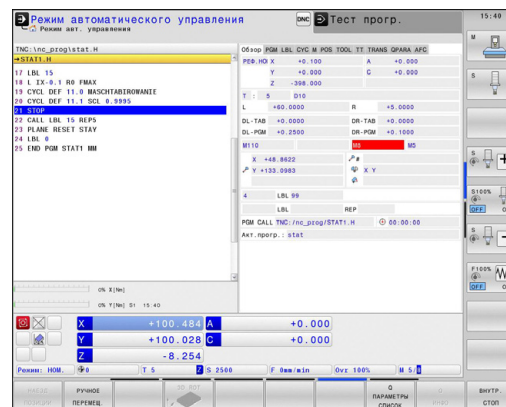 Режим автоматического управления
DNC
Тест прогр.
15:40
Режим авт. управления
TNC:\nc_prog\stat.H
→STAT1.H
17 LBL 15
18 L IX-0.1 R0 FMAX
19 CYCL DEF 11.0 MASCHTABIROWANIE
20 CYCL DEF 11.1 SCL 0.9995
21 STOP
22 CALL LBL 15 REP5
23 PLANE RESET STAY
24 LBL 0
25 END PGM STAT1 MM
0% X[Nm]
0% Y[Nm] S1 15:40
Обзор PGM LBL CYC M POS TOOL TT TRANS QPARA AFC
X +0.100 A +0.000
Y +0.000 C +0.000
Z -398.000
T : 5 D10
L +60.0000 R +5.0000
DL-TAB +0.0000 DR-TAB +0.0000
DL-PGM +0.2500 DR-PGM +0.1000
M110
X +48.8622
Y +133.0983 X Y
4 LBL 99
LBL REP
PGM CALL TNC:/nc_prog/STAT1.H 00:00:00
Акт.прогр.: stat
X +100.484 A +0.000
Y +100.028 C +0.000
Z -8.254
Режим: НОМ. 0 T 5 Z S 2500 F 0mm/min Ovr 100% M 5/
M
S
S
S100%
OFF
S
F100%
OFF
РУЧНОЕ
ПЕРЕМЕЩ.
Q
ПАРАМЕТРЫ
СПИСОК
ВНУТР.
СТОП